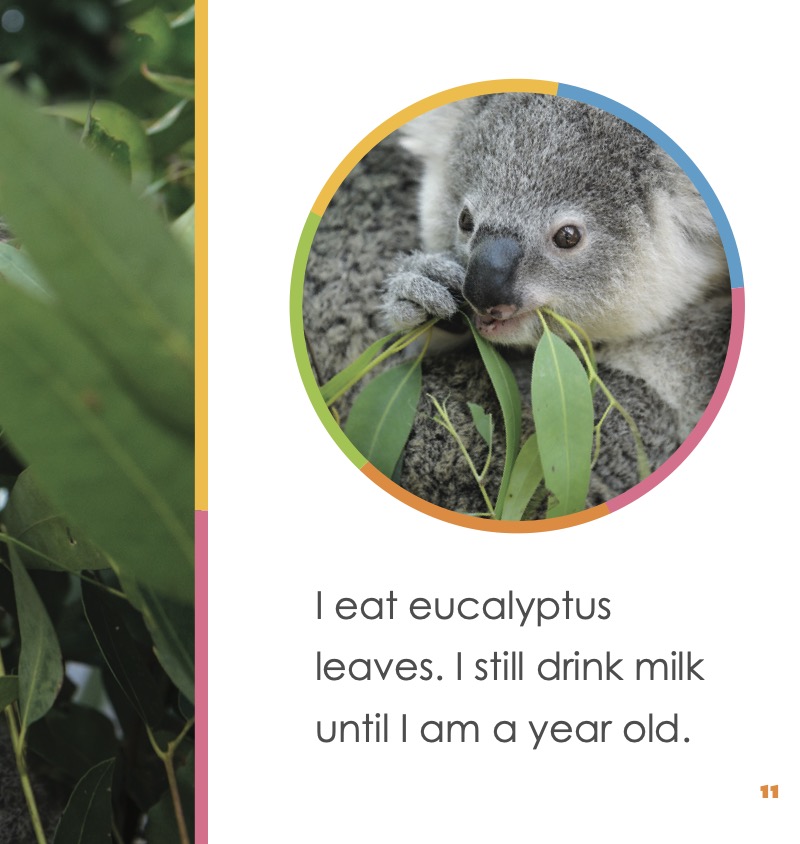 I eat eucalyptus
leaves. I still drink milk
until I am a year old.
11